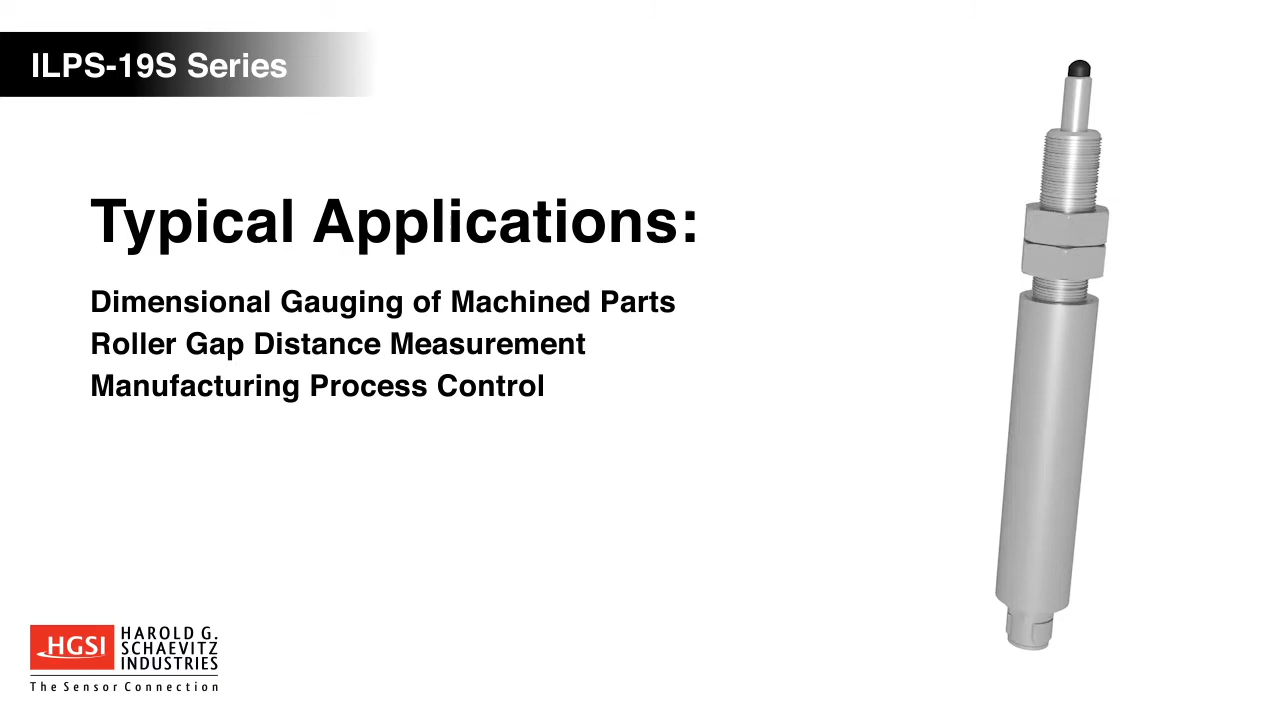 ILPS-19S Series
Typical Applications:
Dimensional Gauging of Machined Parts
Roller Gap Distance Measurement
Manufacturing Process Control
HGSI
HAROLD G.
SCHAEVITZ
INDUSTRIES
The Sensor Connection